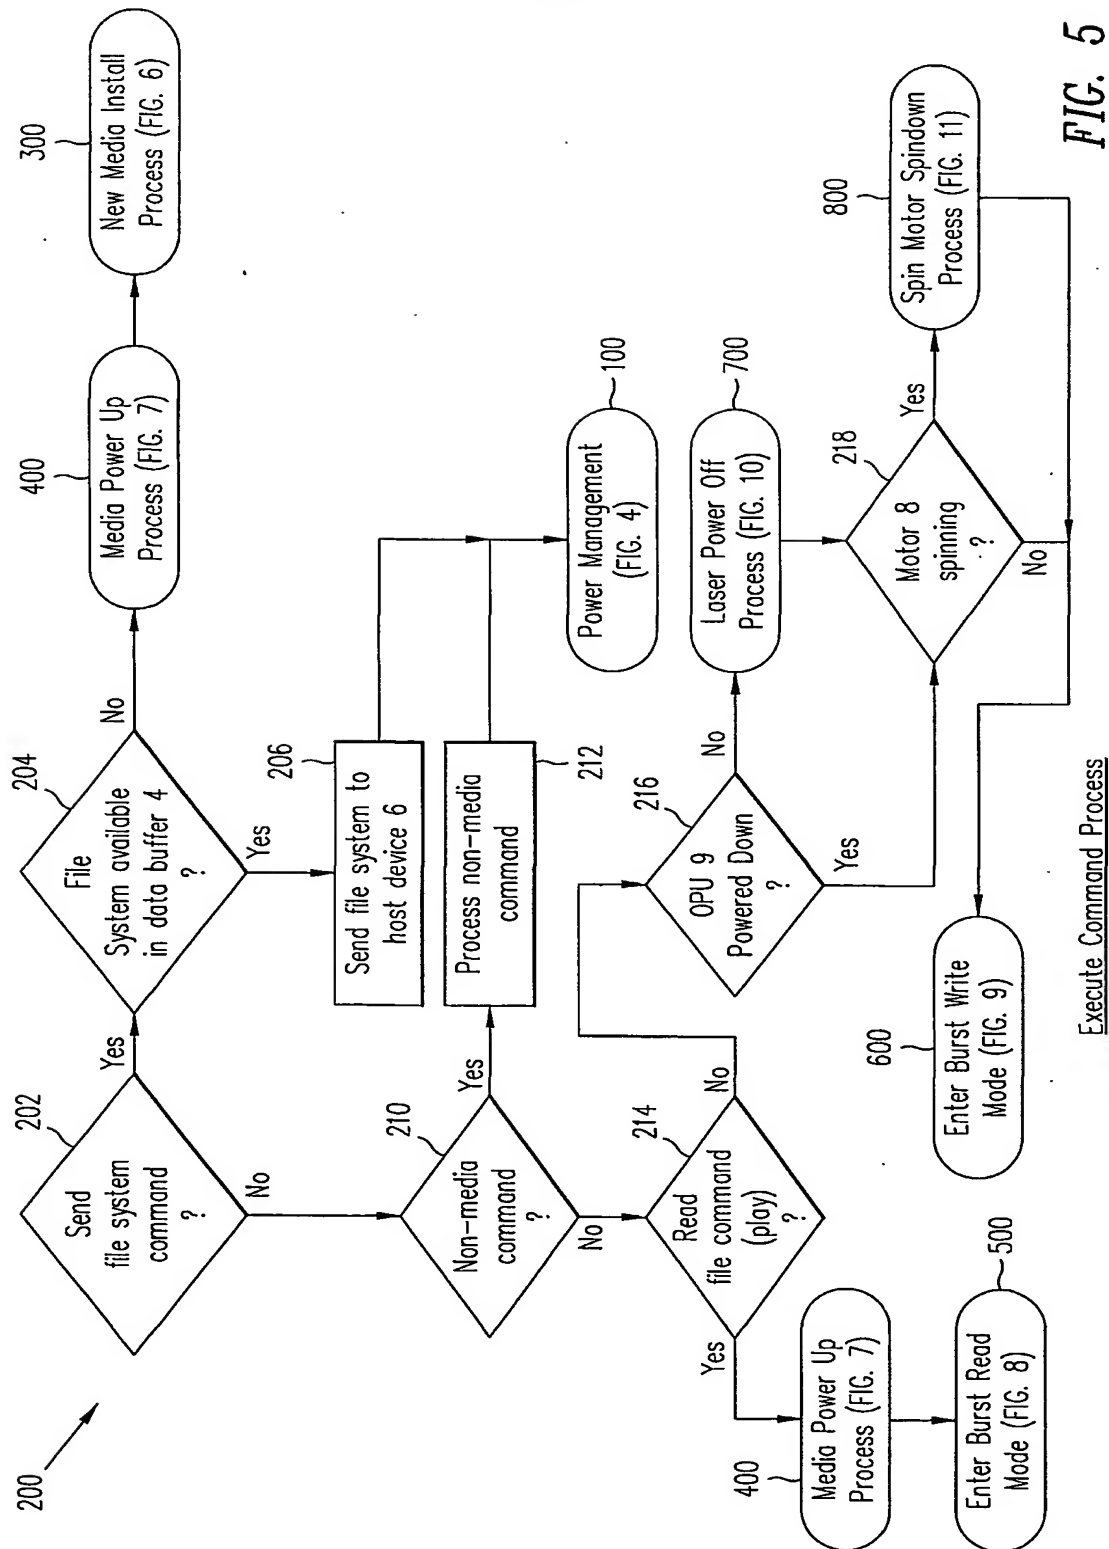 200
202
Send
file system
command
?
Yes
No
204
File
System available
in data buffer 4
?
No
Yes
400
Media Power Up
Process (FIG. 7)
300
New Media Install
Process (FIG. 6)
206
Send file system to
host device 6
210
Non-media
command
?
Yes
No
212
Process non-media
command
100
Power Management
(FIG. 4)
214
Read
file command
(play)
?
Yes
No
400
Media Power Up
Process (FIG. 7)
500
Enter Burst Read
Mode (FIG. 8)
216
OPU 9
Powered Down
?
No
Yes
700
Laser Power Off
Process (FIG. 10)
218
Motor 8
spinning
?
Yes
No
800
Spin Motor Spindown
Process (FIG. 11)
600
Enter Burst Write
Mode (FIG. 9)
Execute Command Process
FIG. 5